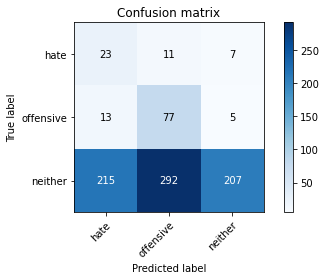 Confusion matrix
hate 23 11 7
offensive 13 77 5
neither 215 292 207
hate offensive neither
True label
Predicted label
250
200
150
100
50